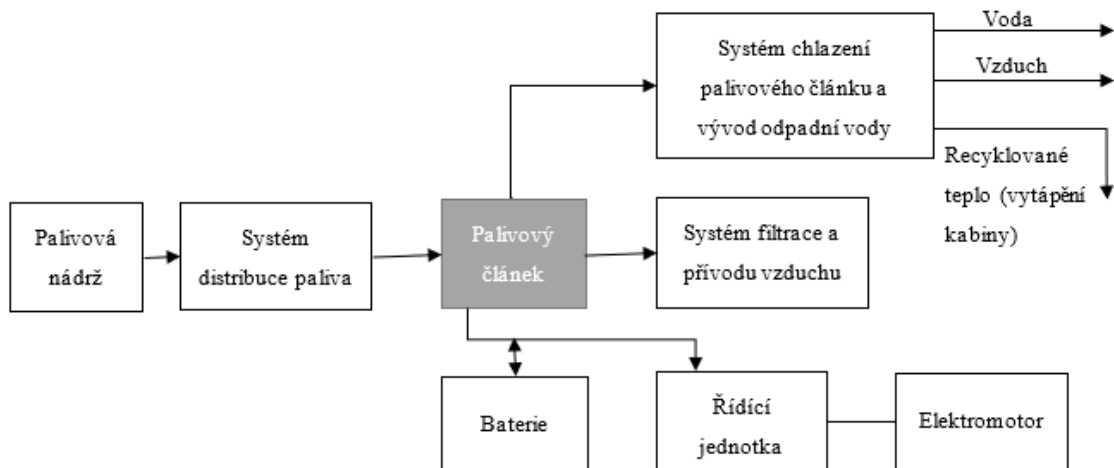 Systém chlazení
palivového článku a
vývod odpadní vody
Voda
Vzduch
Recyklované
teplo (vytápění
kabiny)
Palivová
nádrž
Systém
distribuce paliva
Palivový
článek
Systém filtrace a
přívodu vzduchu
Baterie
Řídící
jednotka
Elektromotor